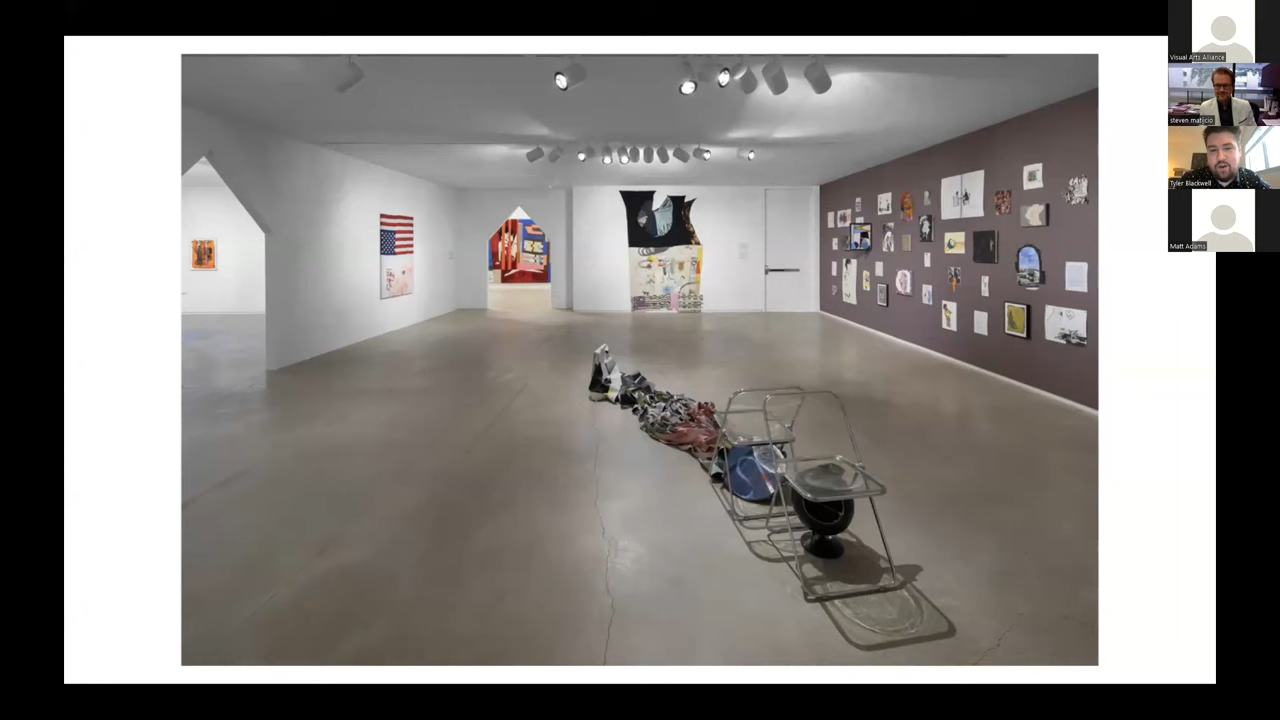 Visual Arts Alliance
steven matijcio
Tyler Blackwell
Matt Adams